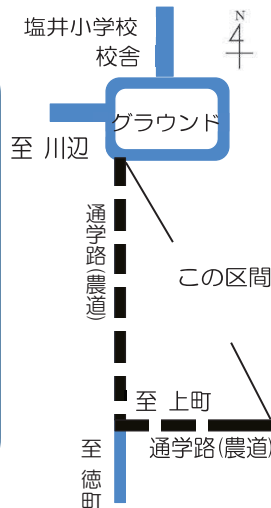 塩井小学校
校舎
N
グラウンド
至 川辺
通学路(農道)
この区間
至 上町
通学路(農道)
至 徳町